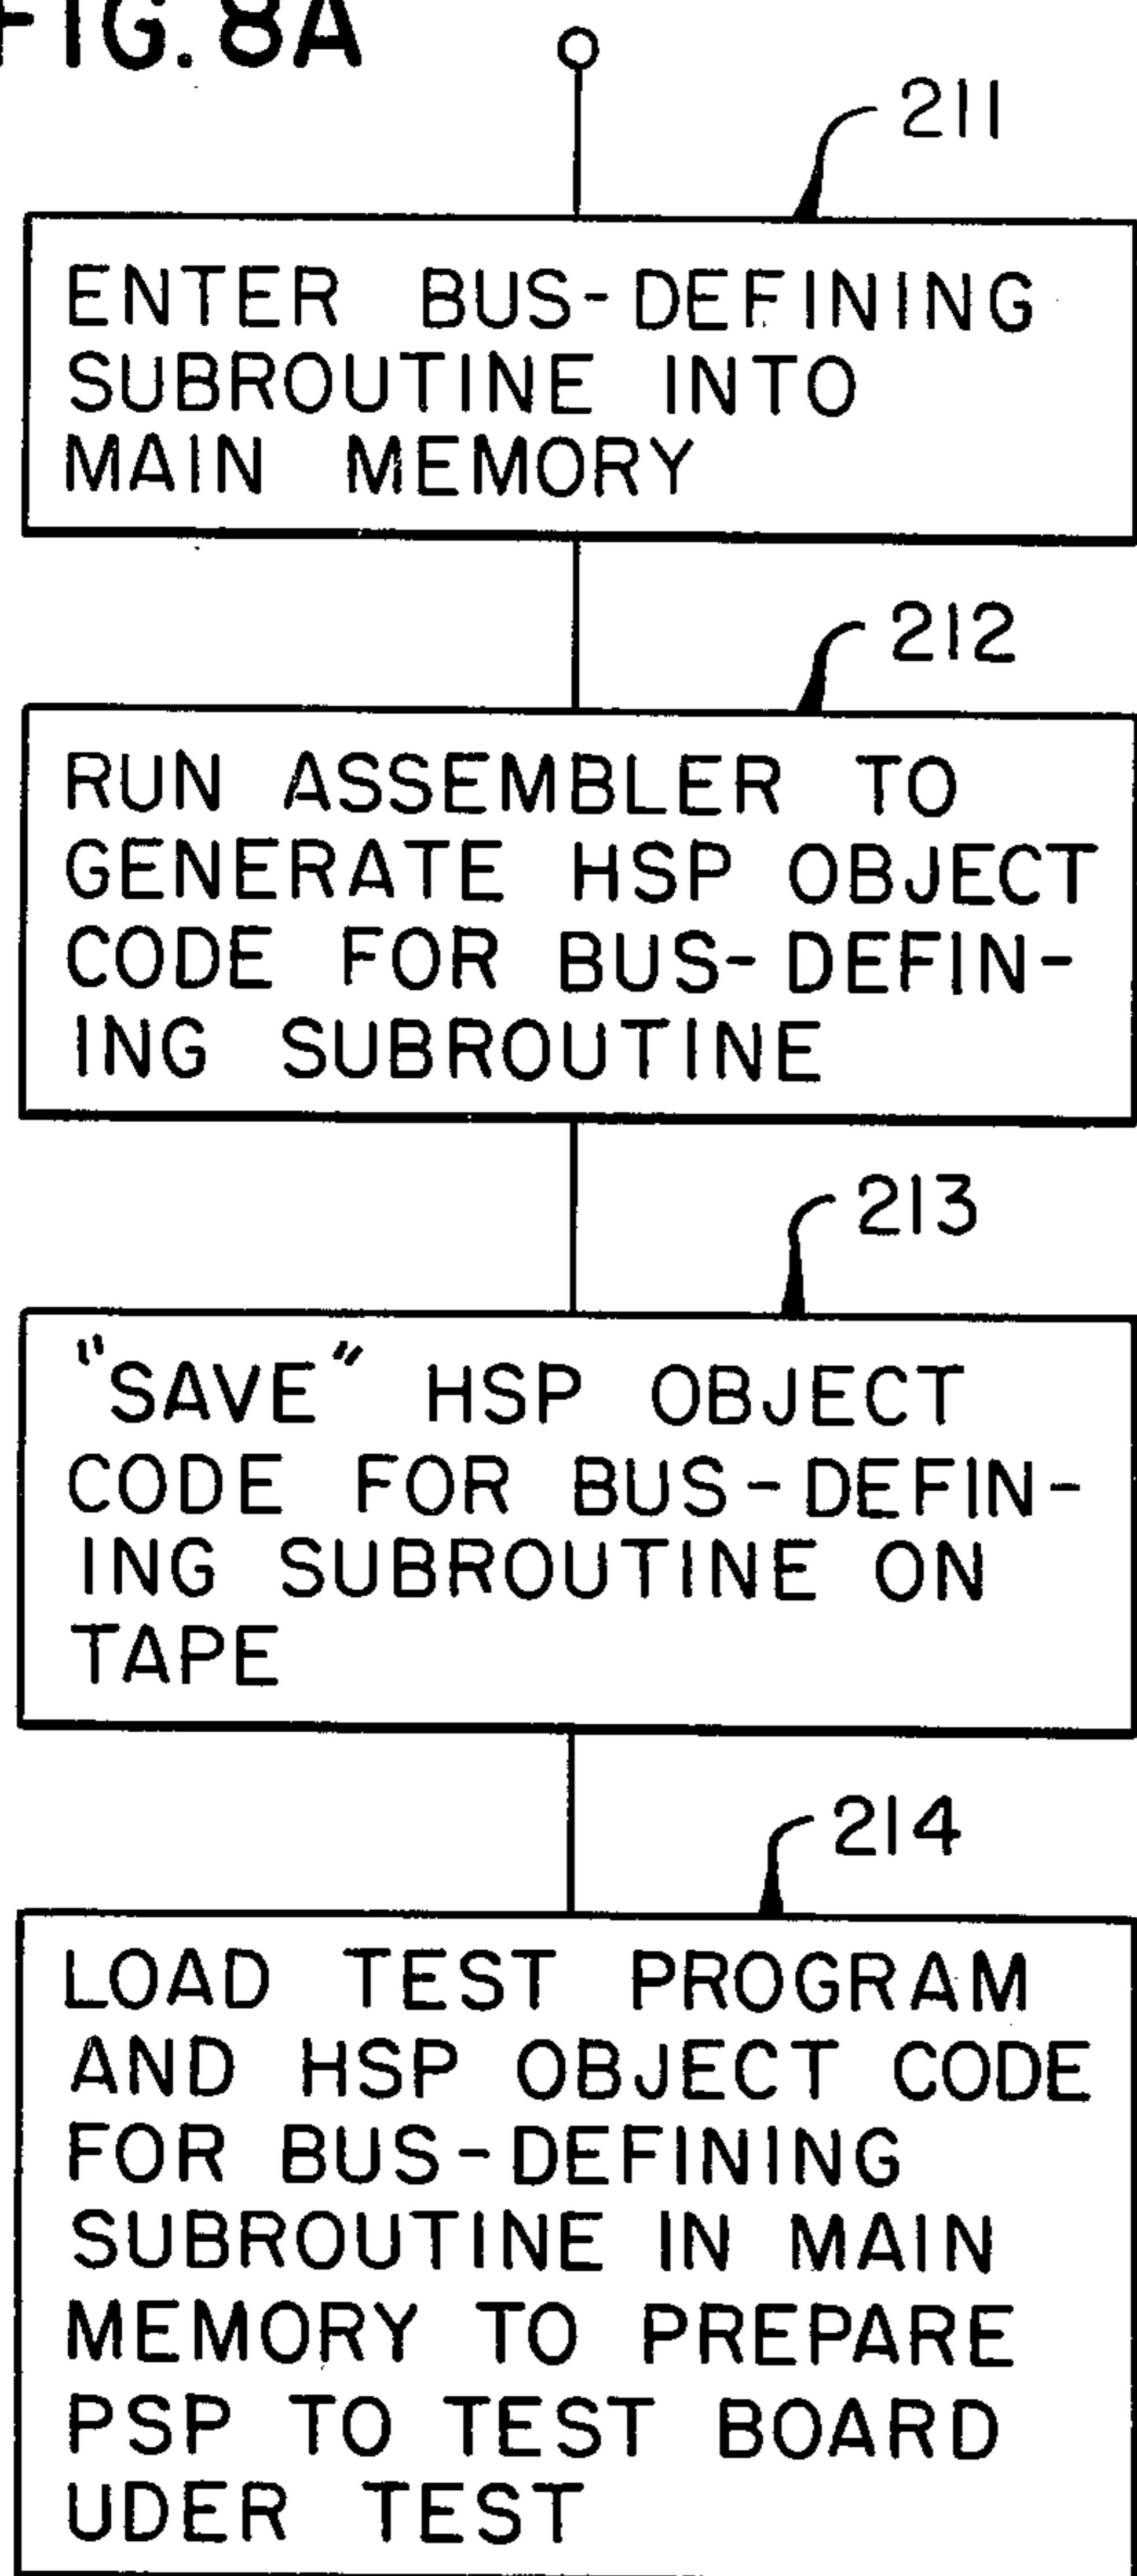 FIG. 8A
211
ENTER BUS-DEFINING
SUBROUTINE INTO
MAIN MEMORY
212
RUN ASSEMBLER TO
GENERATE HSP OBJECT
CODE FOR BUS-DEFIN-
ING SUBROUTINE
213
"SAVE" HSP OBJECT
CODE FOR BUS-DEFIN-
ING SUBROUTINE ON
TAPE
214
LOAD TEST PROGRAM
AND HSP OBJECT CODE
FOR BUS-DEFINING
SUBROUTINE IN MAIN
MEMORY TO PREPARE
PSP TO TEST BOARD
UDER TEST